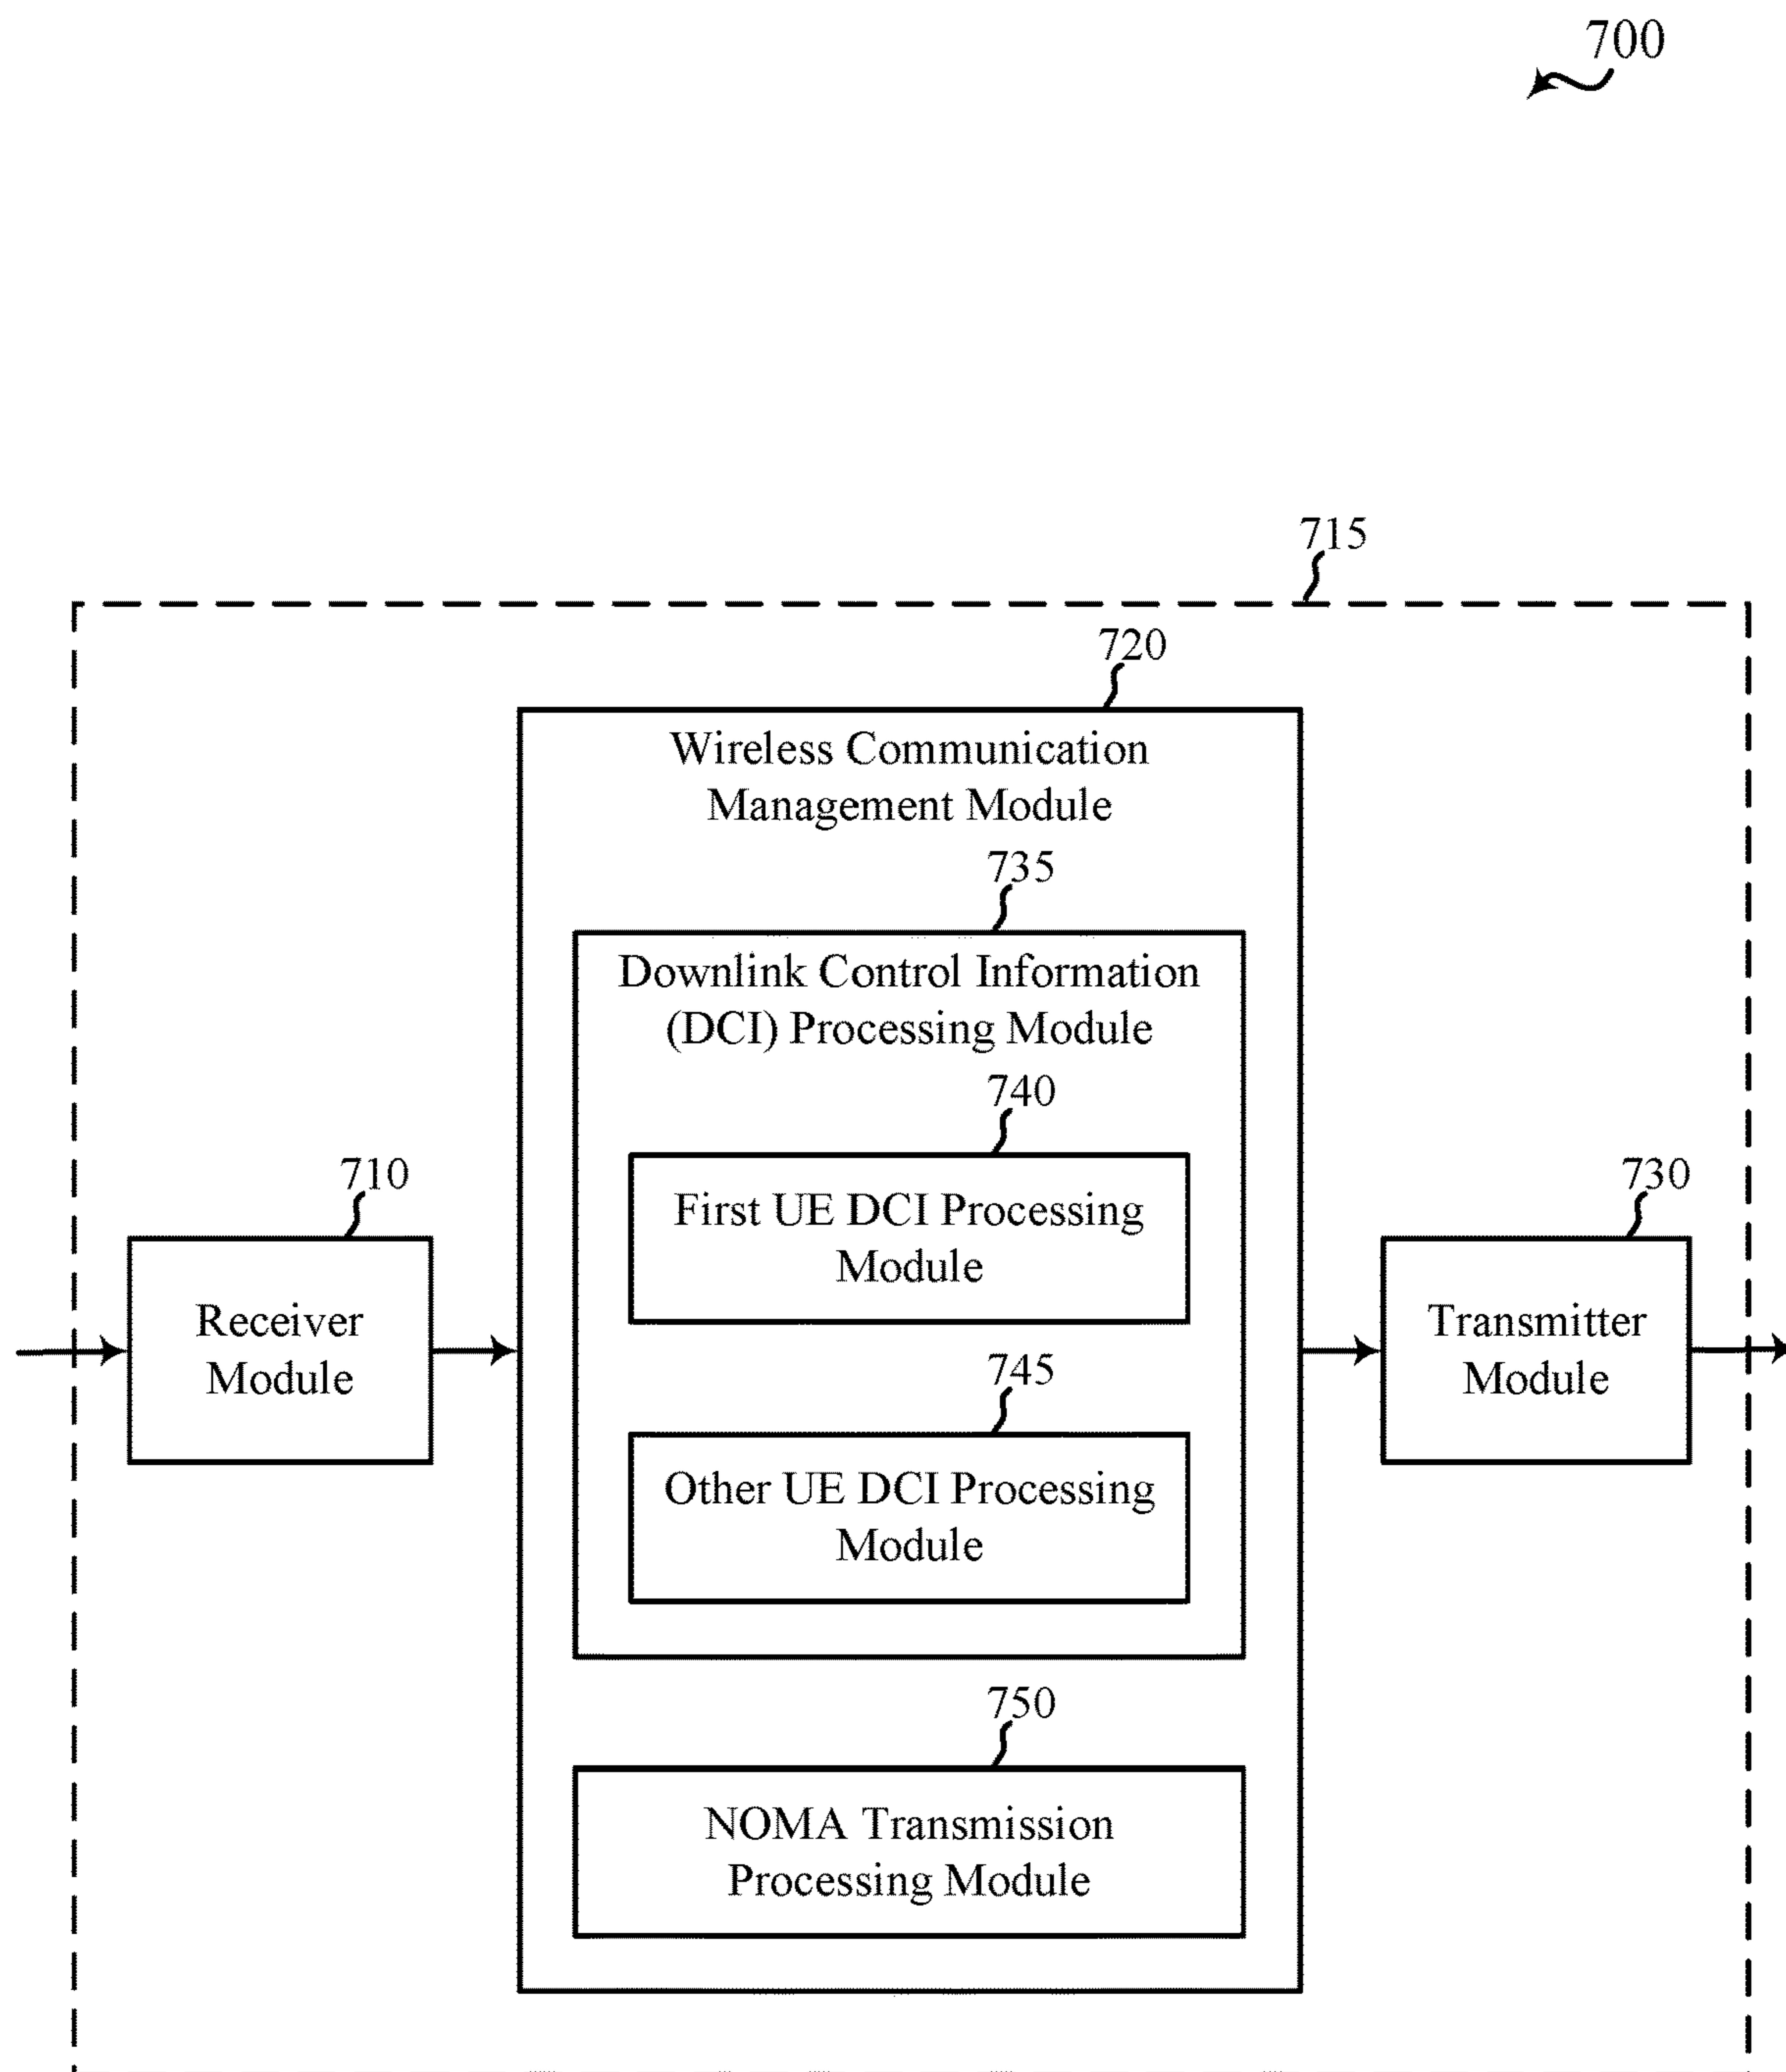 700
715
720
Wireless Communication
Management Module
735
Downlink Control Information
(DCI) Processing Module
740
First UE DCI Processing
Module
710
Receiver
Module
730
Transmitter
Module
745
Other UE DCI Processing
Module
750
NOMA Transmission
Processing Module